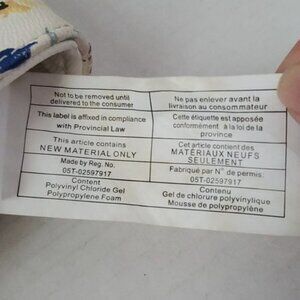 Not to be removed until
delivered to the consumer
This label is affixed in compliance
with Provincial Law
This article contains
NEW MATERIAL ONLY
Made by Reg. No.
05T-02597917
Content
Polyvinyl Chloride Gel
Polypropylene Foam
Ne pas enlever avant la
livraison au consommateur
Cette étiquette est apposée
conformément à la loi de la
province
Cet article contient des
MATÉRIAUX NEUFS
SEULEMENT
Fabriqué par N° de permis:
05T-02597917
Contenu
Gel de chlorure polyvinylique
Mousse de polypropylène